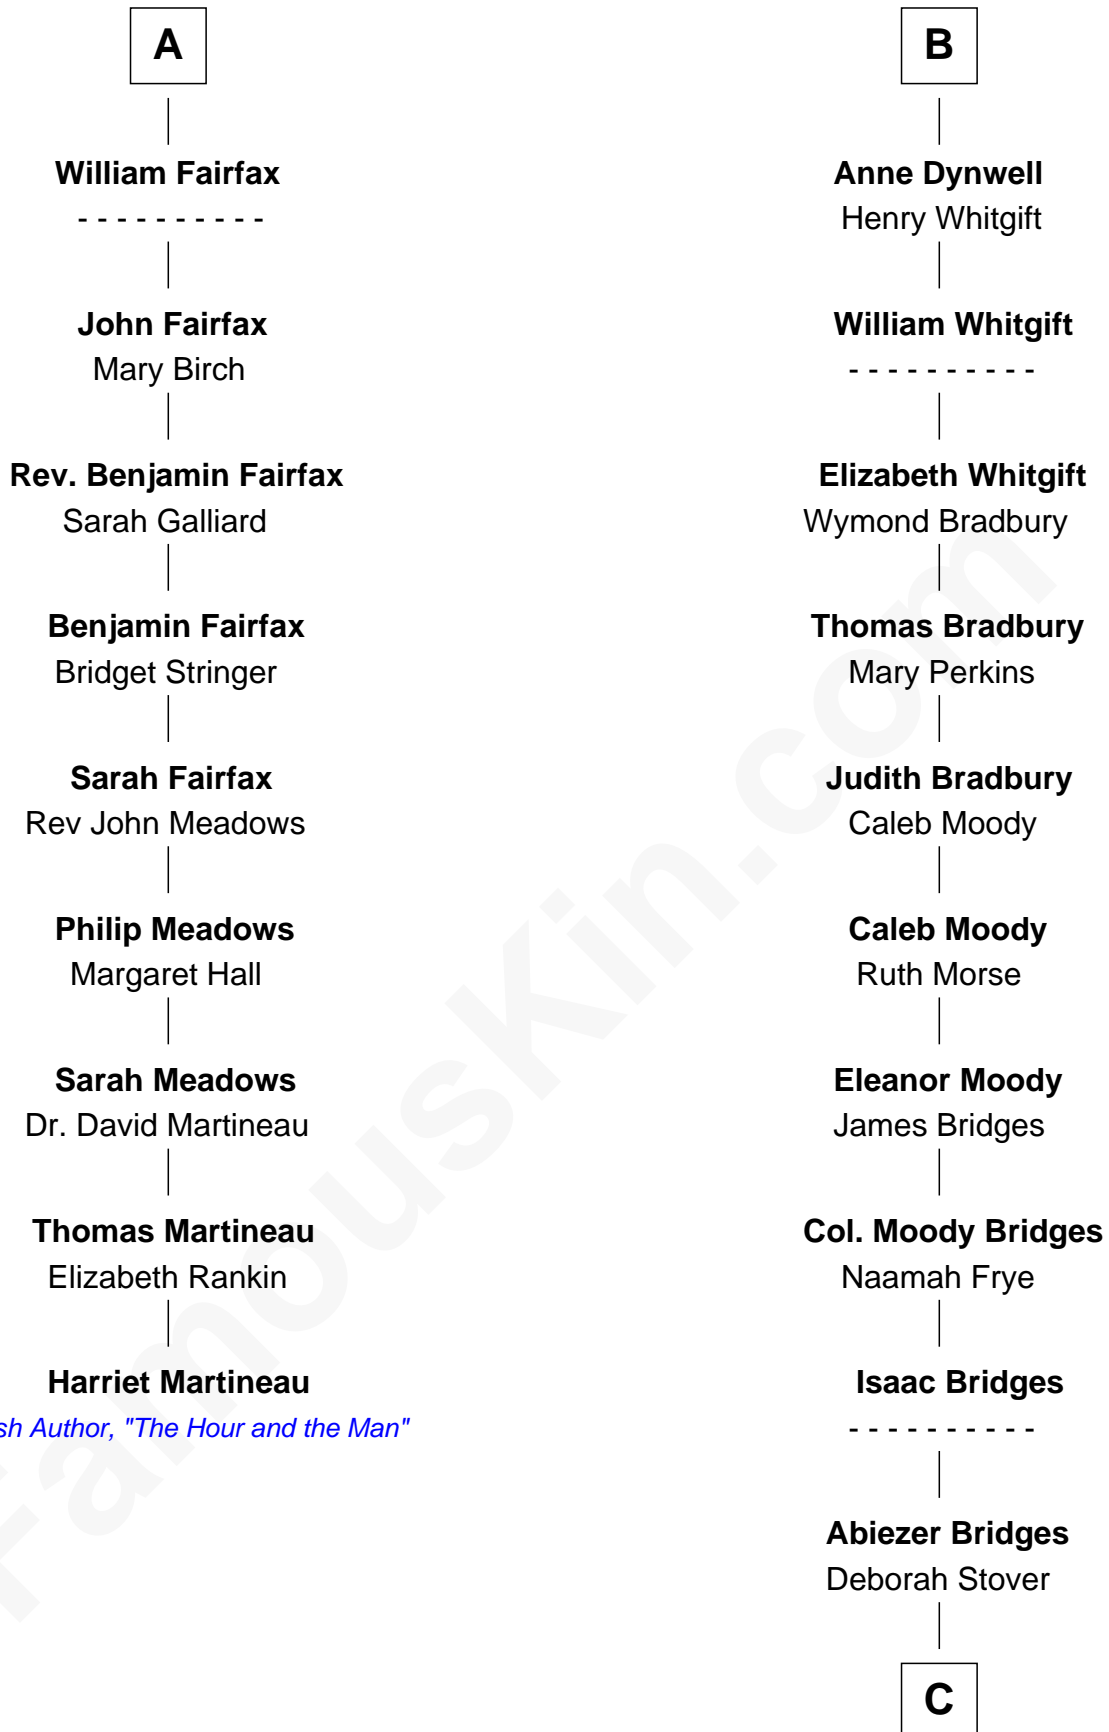 A
William Fairfax
- - - - - - - - - -
John Fairfax
Mary Birch
Rev. Benjamin Fairfax
Sarah Galliard
Benjamin Fairfax
Bridget Stringer
Sarah Fairfax
Rev John Meadows
Philip Meadows
Margaret Hall
Sarah Meadows
Dr. David Martineau
Thomas Martineau
Elizabeth Rankin
Harriet Martineau
sh Author, "The Hour and the Man"
B
Anne Dynwell
Henry Whitgift
William Whitgift
- - - - - - - - - -
Elizabeth Whitgift
Wymond Bradbury
Thomas Bradbury
Mary Perkins
Judith Bradbury
Caleb Moody
Caleb Moody
Ruth Morse
Eleanor Moody
James Bridges
Col. Moody Bridges
Naamah Frye
Isaac Bridges
- - - - - - - - - -
Abiezer Bridges
Deborah Stover
C
FamousKin.com